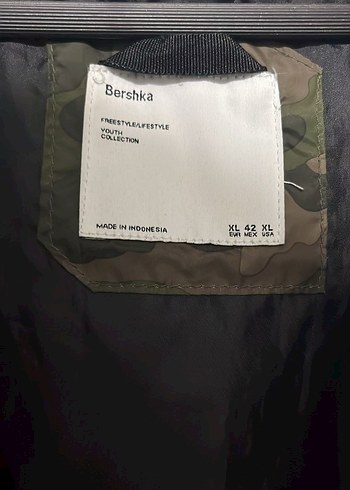 Bershka
FREESTYLE/LIFESTYLE
YOUTH
COLLECTION
MADE IN INDONESIA
XL 42 XL
EUR MEX USA